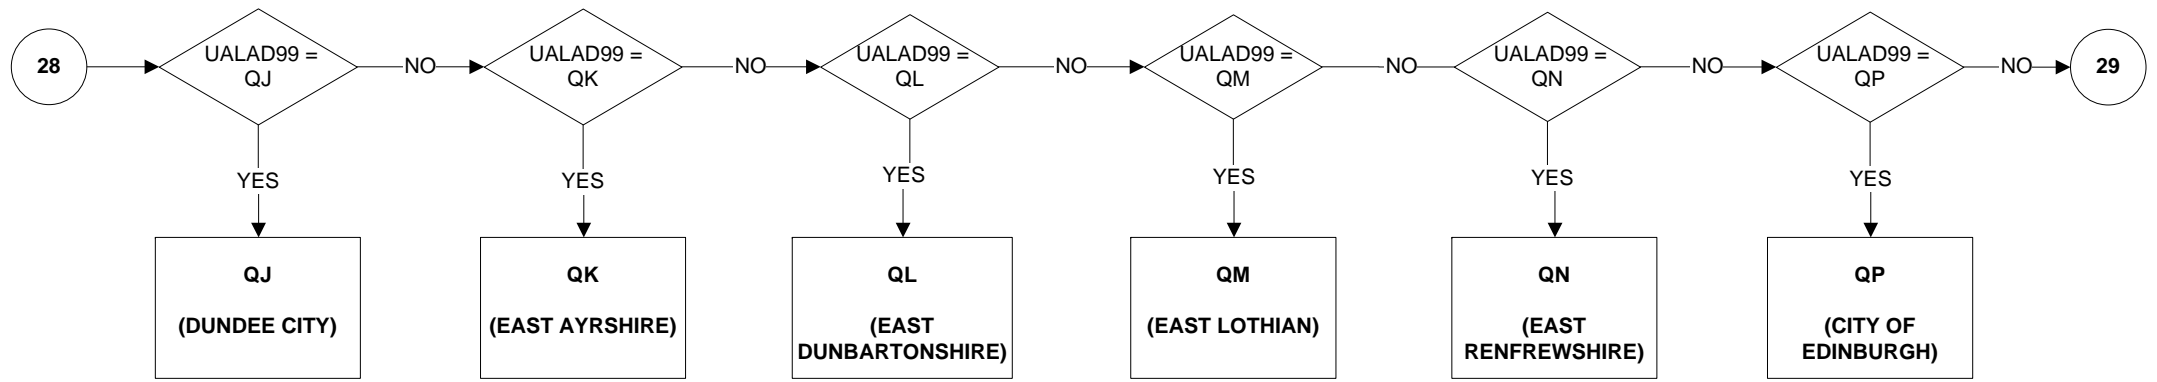 28
UALAD99 =
QJ
NO
UALAD99 =
QK
NO
UALAD99 =
QL
NO
UALAD99 =
QM
NO
UALAD99 =
QN
NO
UALAD99 =
QP
NO
29
YES
YES
YES
YES
YES
YES
QJ
(DUNDEE CITY)
QK
(EAST AYRSHIRE)
QL
(EAST
DUNBARTONSHIRE)
QM
(EAST LOTHIAN)
QN
(EAST
RENFREWSHIRE)
QP
(CITY OF
EDINBURGH)